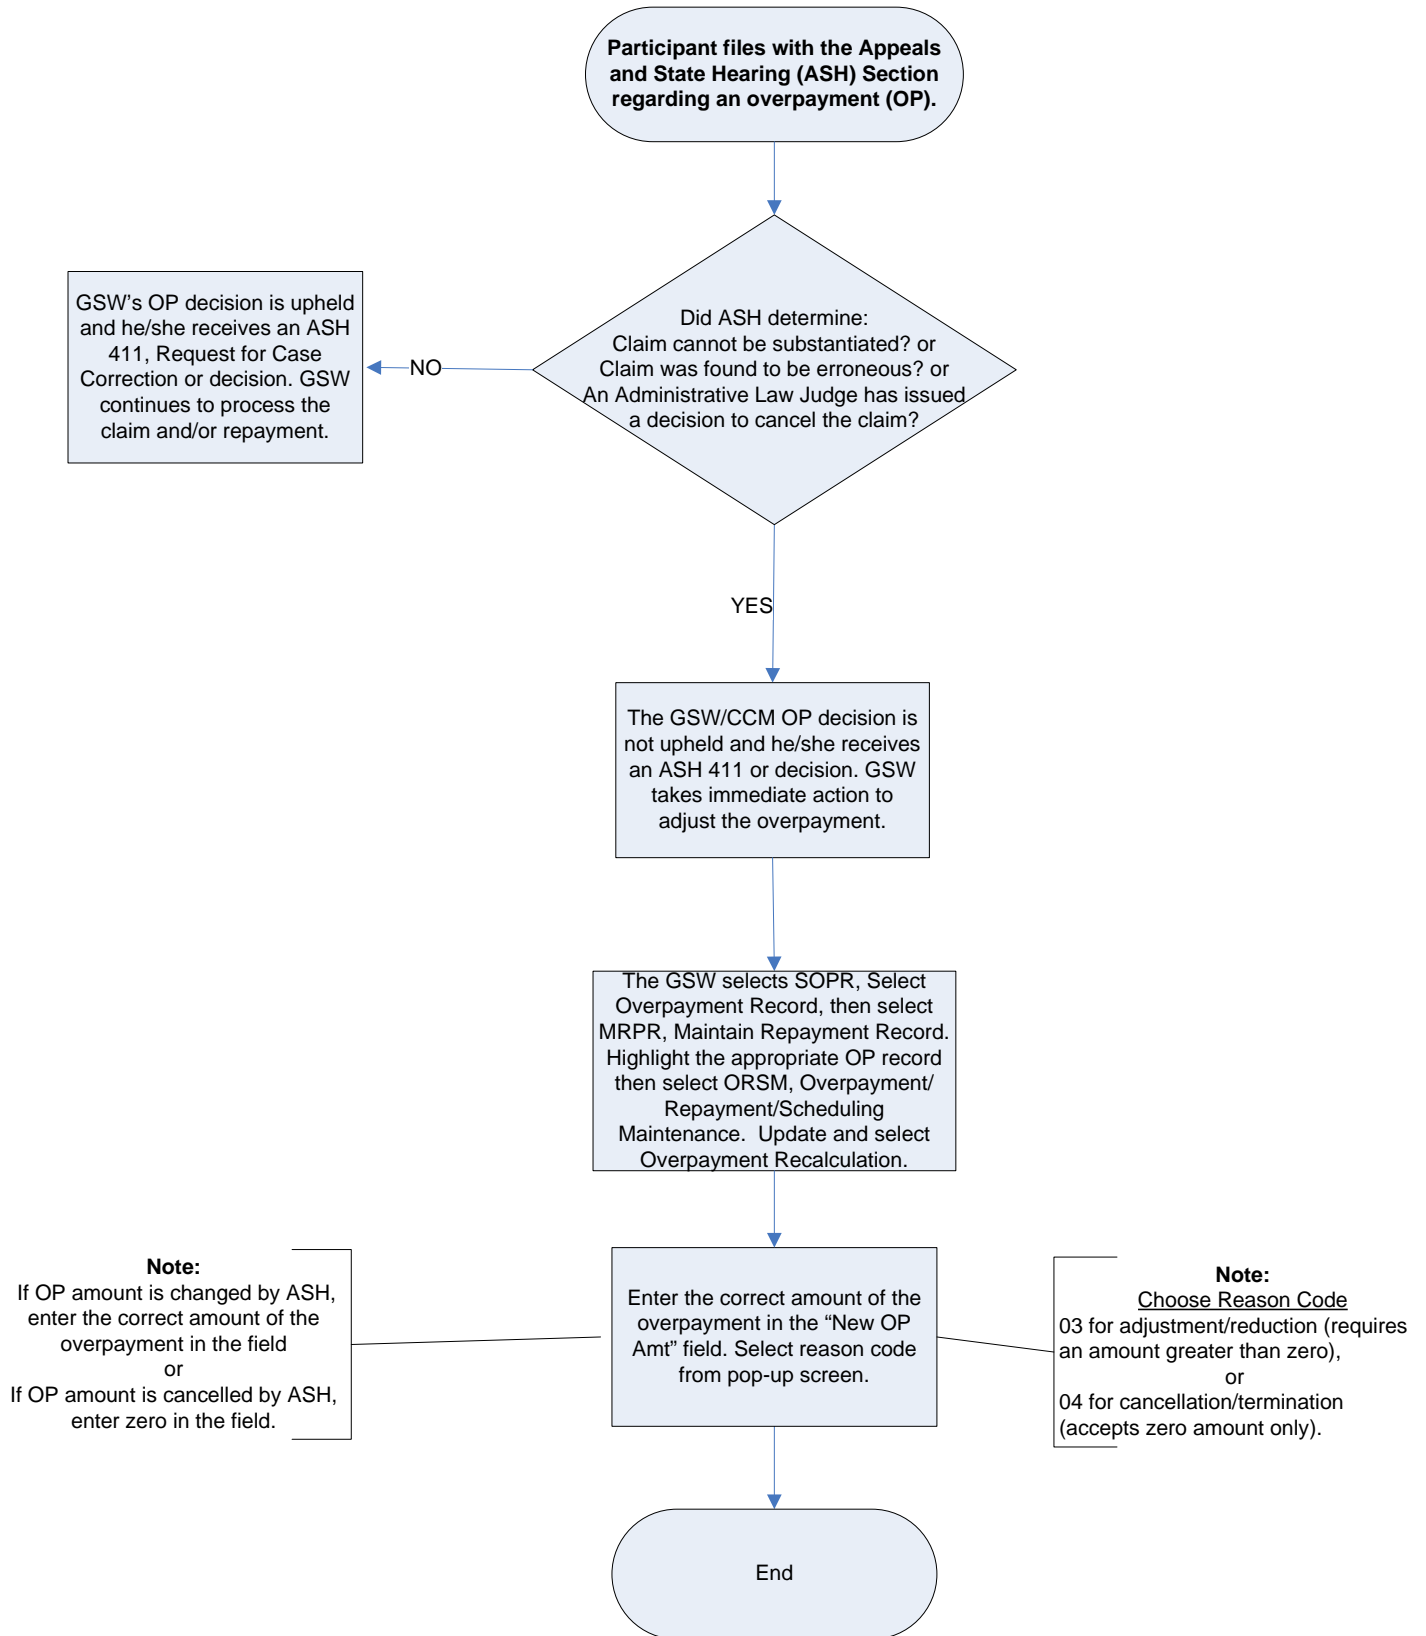 Participant files with the Appeals
and State Hearing (ASH) Section
regarding an overpayment (OP).
Did ASH determine:
Claim cannot be substantiated? or
Claim was found to be erroneous? or
An Administrative Law Judge has issued
a decision to cancel the claim?
NO
GSW’s OP decision is upheld
and he/she receives an ASH
411, Request for Case
Correction or decision. GSW
continues to process the
claim and/or repayment.
YES
The GSW/CCM OP decision is
not upheld and he/she receives
an ASH 411 or decision. GSW
takes immediate action to
adjust the overpayment.
The GSW selects SOPR, Select
Overpayment Record, then select
MRPR, Maintain Repayment Record.
Highlight the appropriate OP record
then select ORSM, Overpayment/
Repayment/Scheduling
Maintenance.  Update and select
Overpayment Recalculation.
Note:
If OP amount is changed by ASH,
enter the correct amount of the
overpayment in the field
or
If OP amount is cancelled by ASH,
enter zero in the field.
Enter the correct amount of the
overpayment in the “New OP
Amt” field. Select reason code
from pop-up screen.
Note:
Choose Reason Code
03 for adjustment/reduction (requires
an amount greater than zero),
or
04 for cancellation/termination
(accepts zero amount only).
End